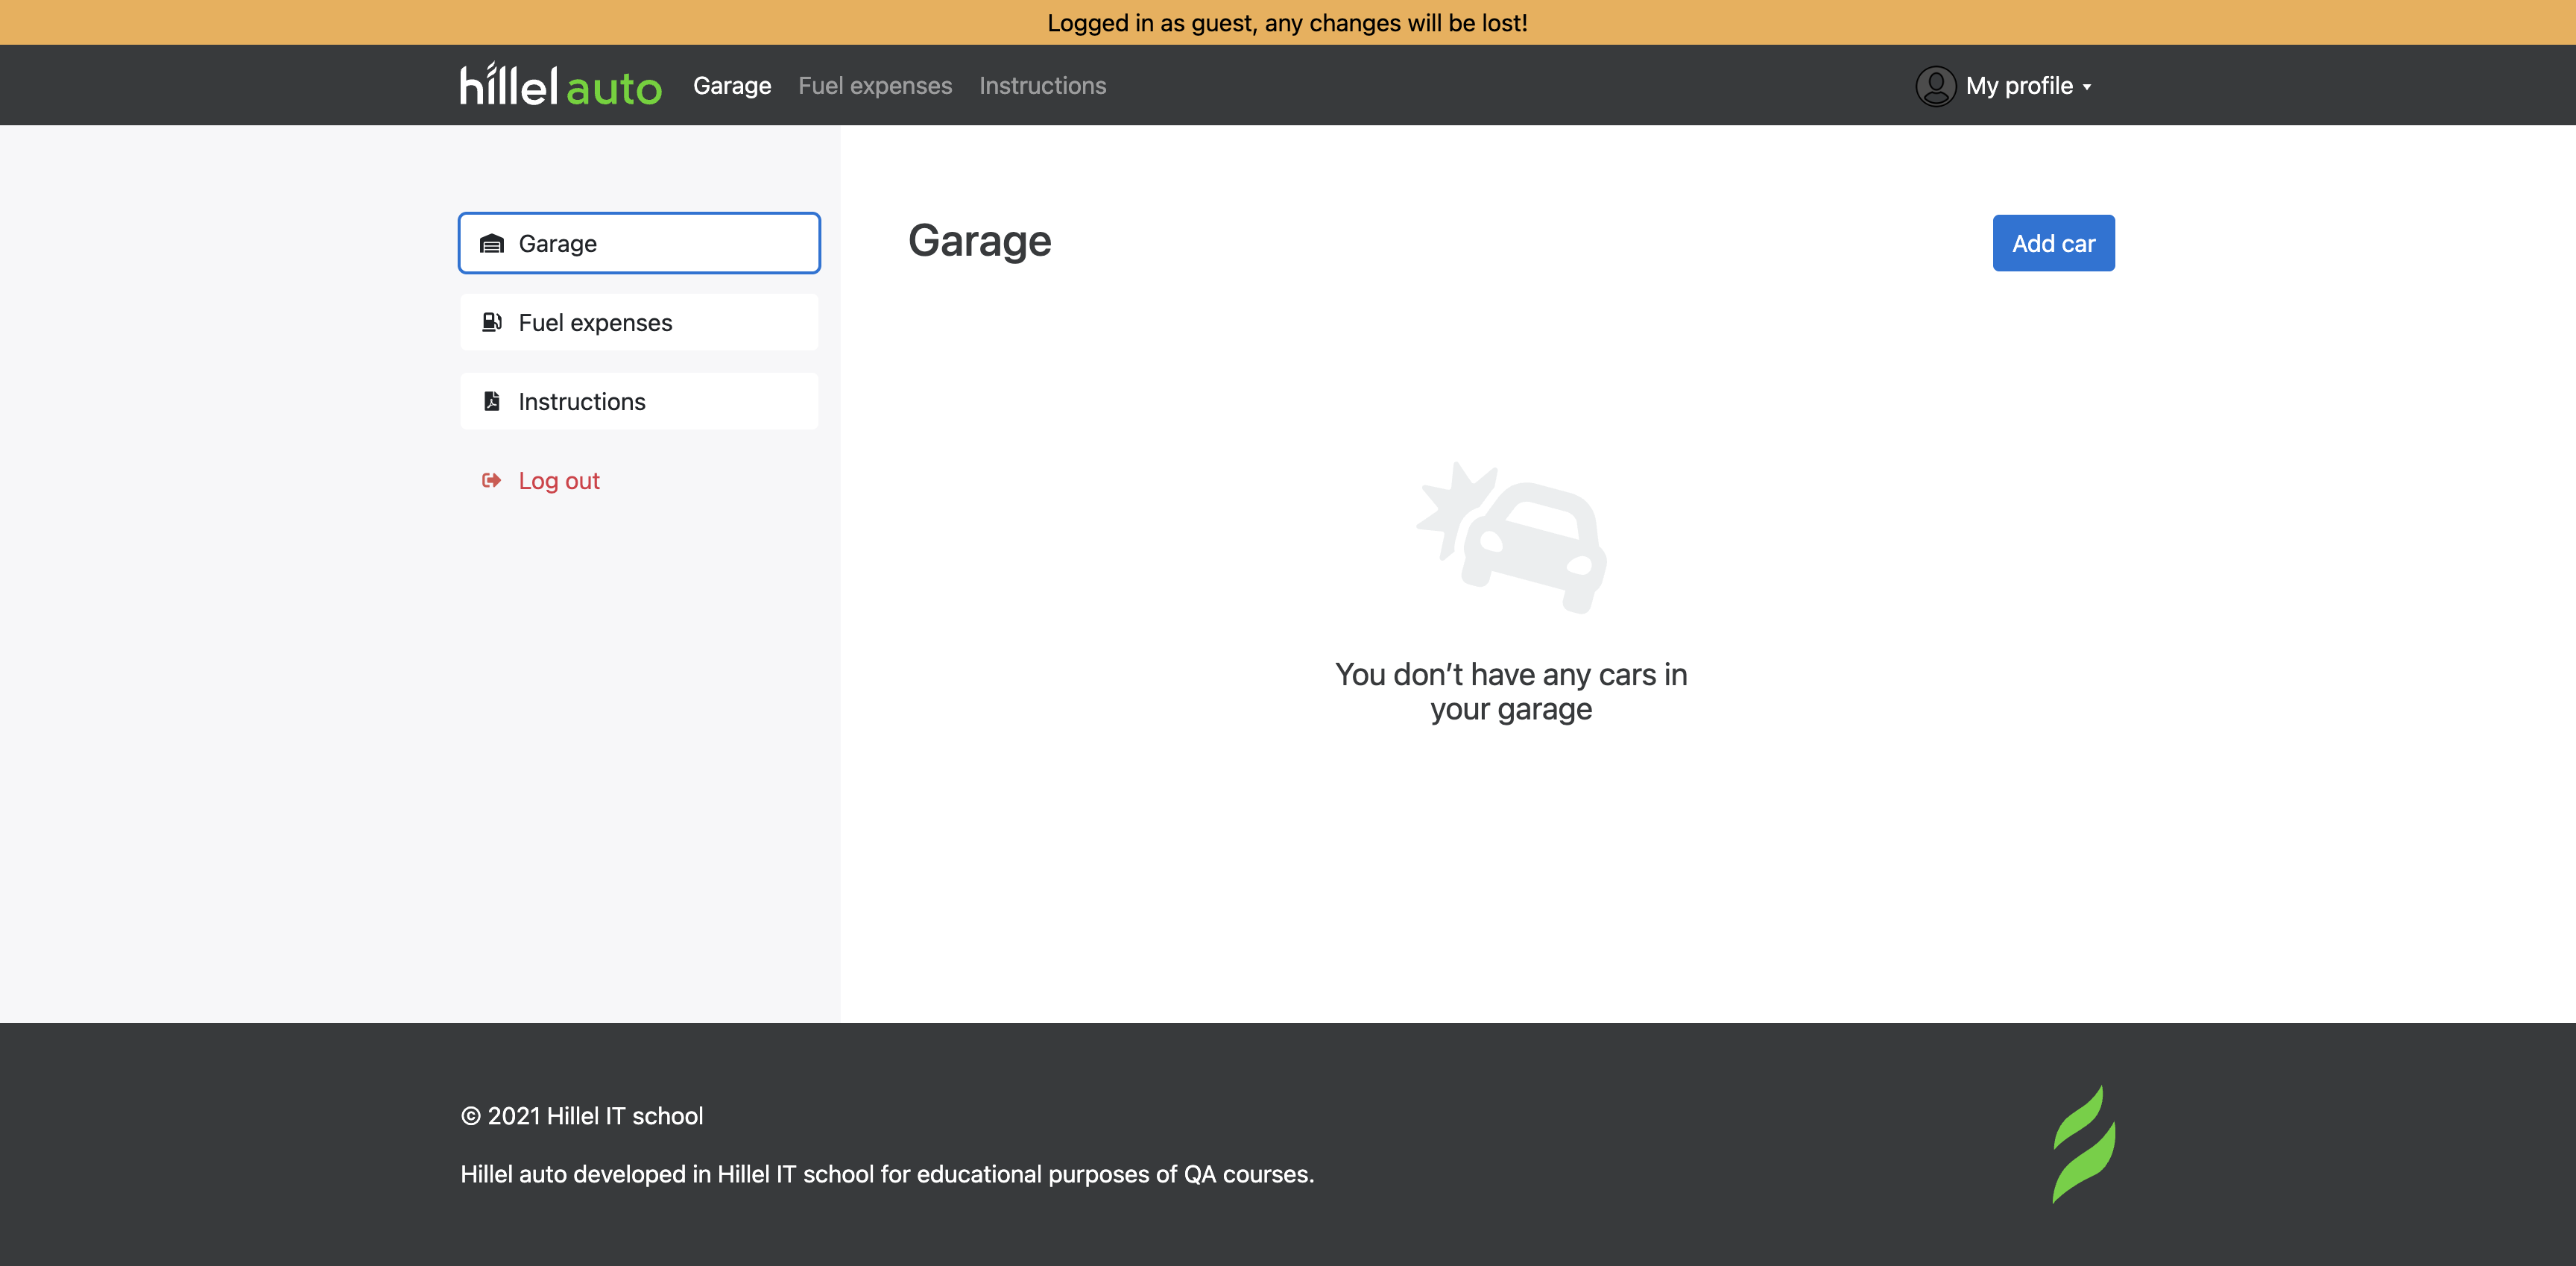 Logged in as guest, any changes will be lost!
hillel auto
Garage
Fuel expenses
Instructions
My profile
Garage
Fuel expenses
Instructions
Log out
Garage
Add car
You don’t have any cars in
your garage
© 2021 Hillel IT school
Hillel auto developed in Hillel IT school for educational purposes of QA courses.